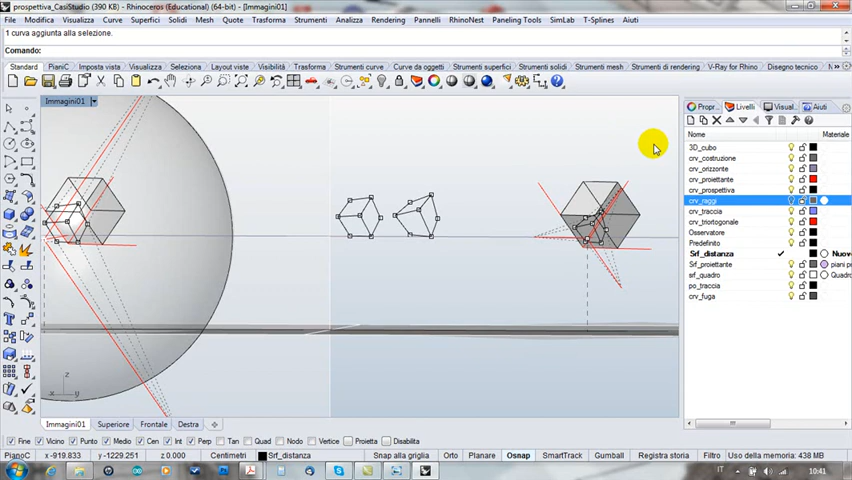 prospettiva_CasiStudio (390 KB) - Rhinoceros (Educational) (64-bit) - [Immagini01]
File Modifica Vista Curve Superfici Solidi Mesh Quote Trasforma Strumenti Analizza Rendering Pannelli RhinoNest Paneling Tools SimLab T-Splines Aiuti
1 curva aggiunta alla selezione.
Comando:
Standard PianiC Imposta vista Visualizza Seleziona Layout viste Visibilità Trasforma Strumenti curve Curve da oggetti Strumenti superfici Strumenti solidi Strumenti mesh Strumenti di rendering V-Ray for Rhino Disegno tecnico
Immagini01
Propr... Livelli Visual... Aiuti
Nome Materiale
3D_cubo
crv_costruzione
crv_orizzonte
crv_proiettante
crv_prospettiva
crv_raggi
crv_traccia
crv_triortogonale
Osservatore
Predefinito
Srf_distanza Nuovo
Srf_proiettante piani p
srf_quadro Quadro
po_traccia
crv_fuga
z
x y
Immagini01 Superiore Frontale Destra
Fine Vicino Punto Medio Cen Int Perp Tan Quad Nodo Vertice Proietta Disabilita
PianoC x -919.833 y -1229.251 z 0.000 Centimetri Srf_distanza Snap alla griglia Orto Planare Osnap SmartTrack Gumball Registra storia Filtro Uso della memoria: 438 MB
IT 10:41